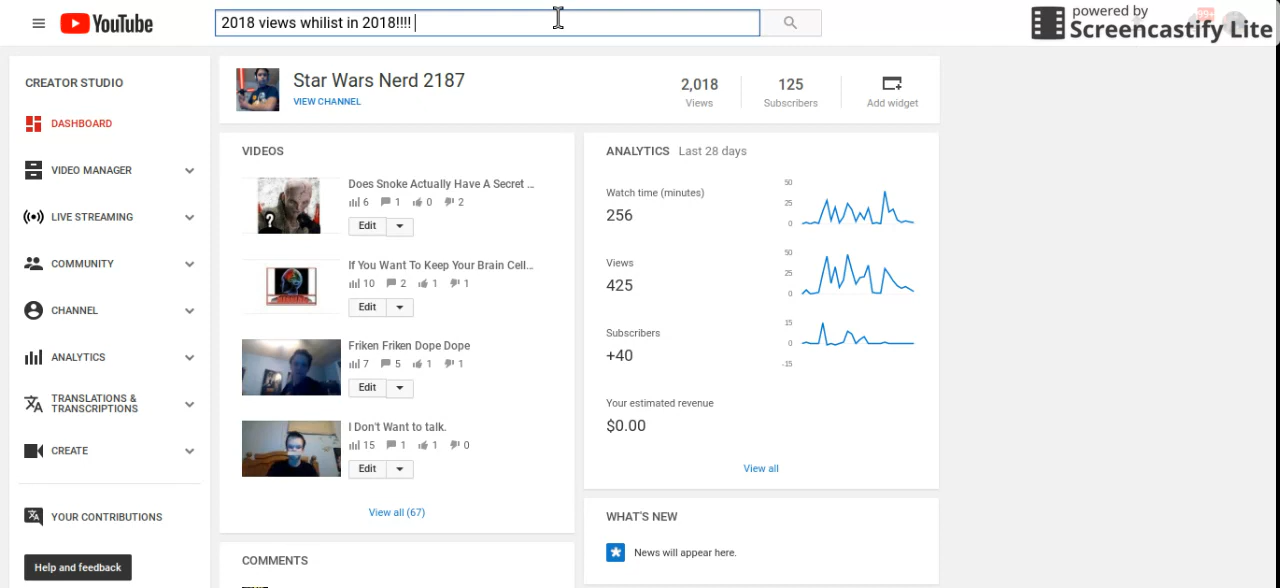 YouTube
2018 views whilist in 2018!!!!
powered by
Screencastify Lite
99+
CREATOR STUDIO
DASHBOARD
VIDEO MANAGER
LIVE STREAMING
COMMUNITY
CHANNEL
ANALYTICS
TRANSLATIONS &
TRANSCRIPTIONS
CREATE
YOUR CONTRIBUTIONS
Help and feedback
Star Wars Nerd 2187
VIEW CHANNEL
2,018
Views
125
Subscribers
Add widget
VIDEOS
Does Snoke Actually Have A Secret ...
6 1 0 2
Edit
If You Want To Keep Your Brain Cell...
10 2 1 1
Edit
Friken Friken Dope Dope
7 5 1 1
Edit
I Don't Want to talk.
15 1 1 0
Edit
View all (67)
COMMENTS
ANALYTICS Last 28 days
Watch time (minutes)
256
50
25
0
Views
425
50
25
0
Subscribers
+40
15
0
-15
Your estimated revenue
$0.00
View all
WHAT'S NEW
News will appear here.